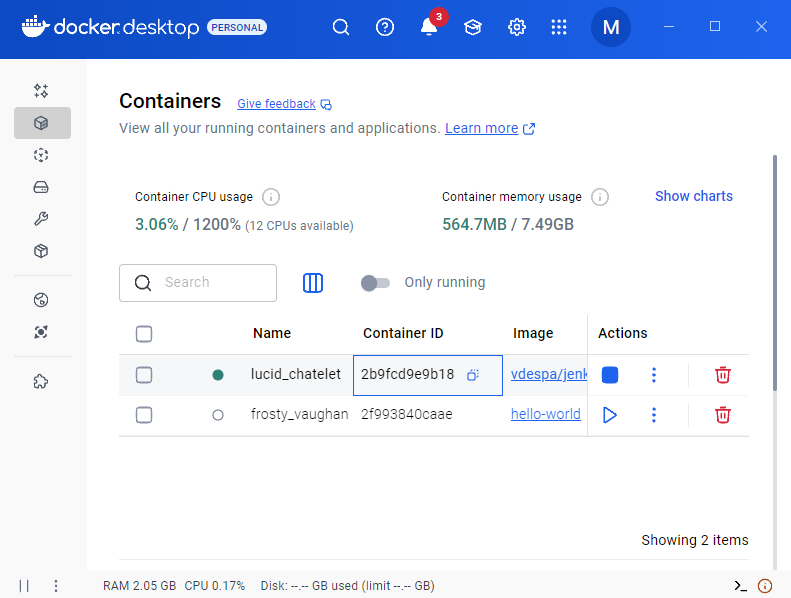 docker.desktop PERSONAL 3 M
Containers Give feedback
View all your running containers and applications. Learn more
Container CPU usage Container memory usage Show charts
3.06% / 1200% (12 CPUs available) 564.7MB / 7.49GB
Search Only running
Name Container ID Image Actions
lucid_chatelet 2b9fcd9e9b18 vdespa/jenk
frosty_vaughan 2f993840caae hello-world
Showing 2 items
RAM 2.05 GB CPU 0.17% Disk: --.-- GB used (limit --.-- GB)